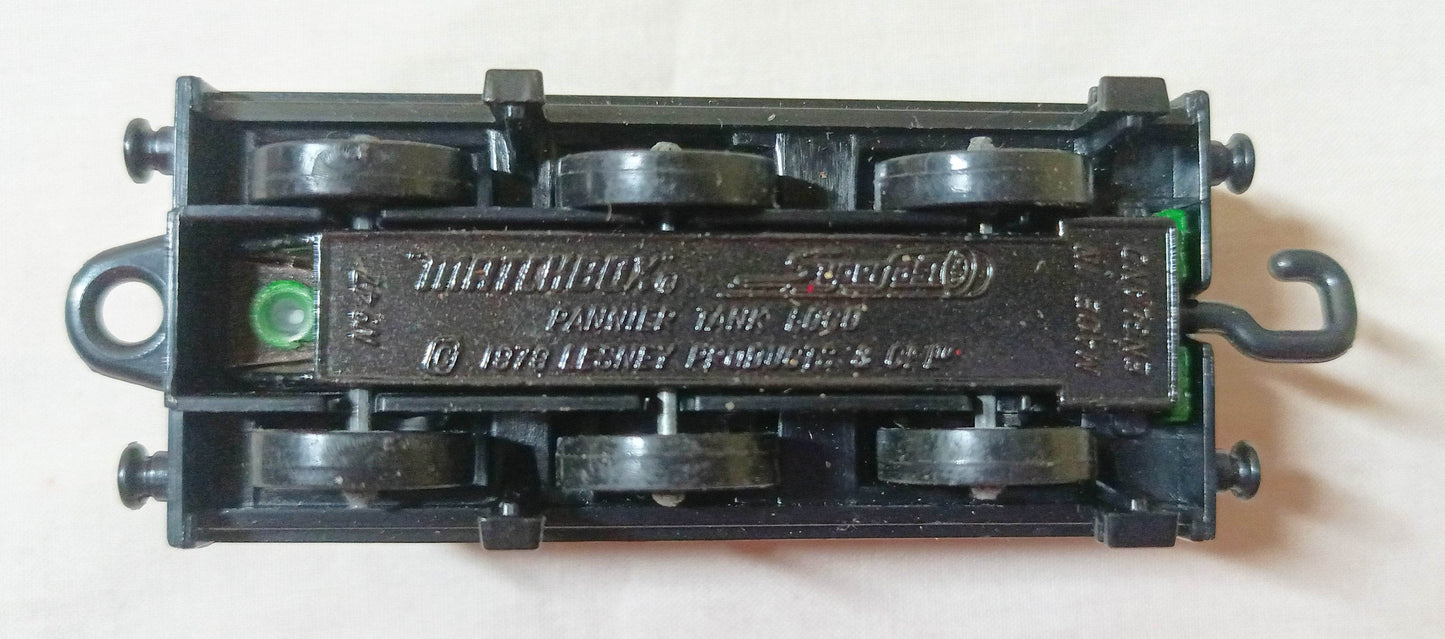 Nº 47
MATCHBOX®
Superfast
PANNIER TANK LOCO
© 1979 LESNEY PRODUCTS & Cº Lᵀᴰ
MADE IN
ENGLAND